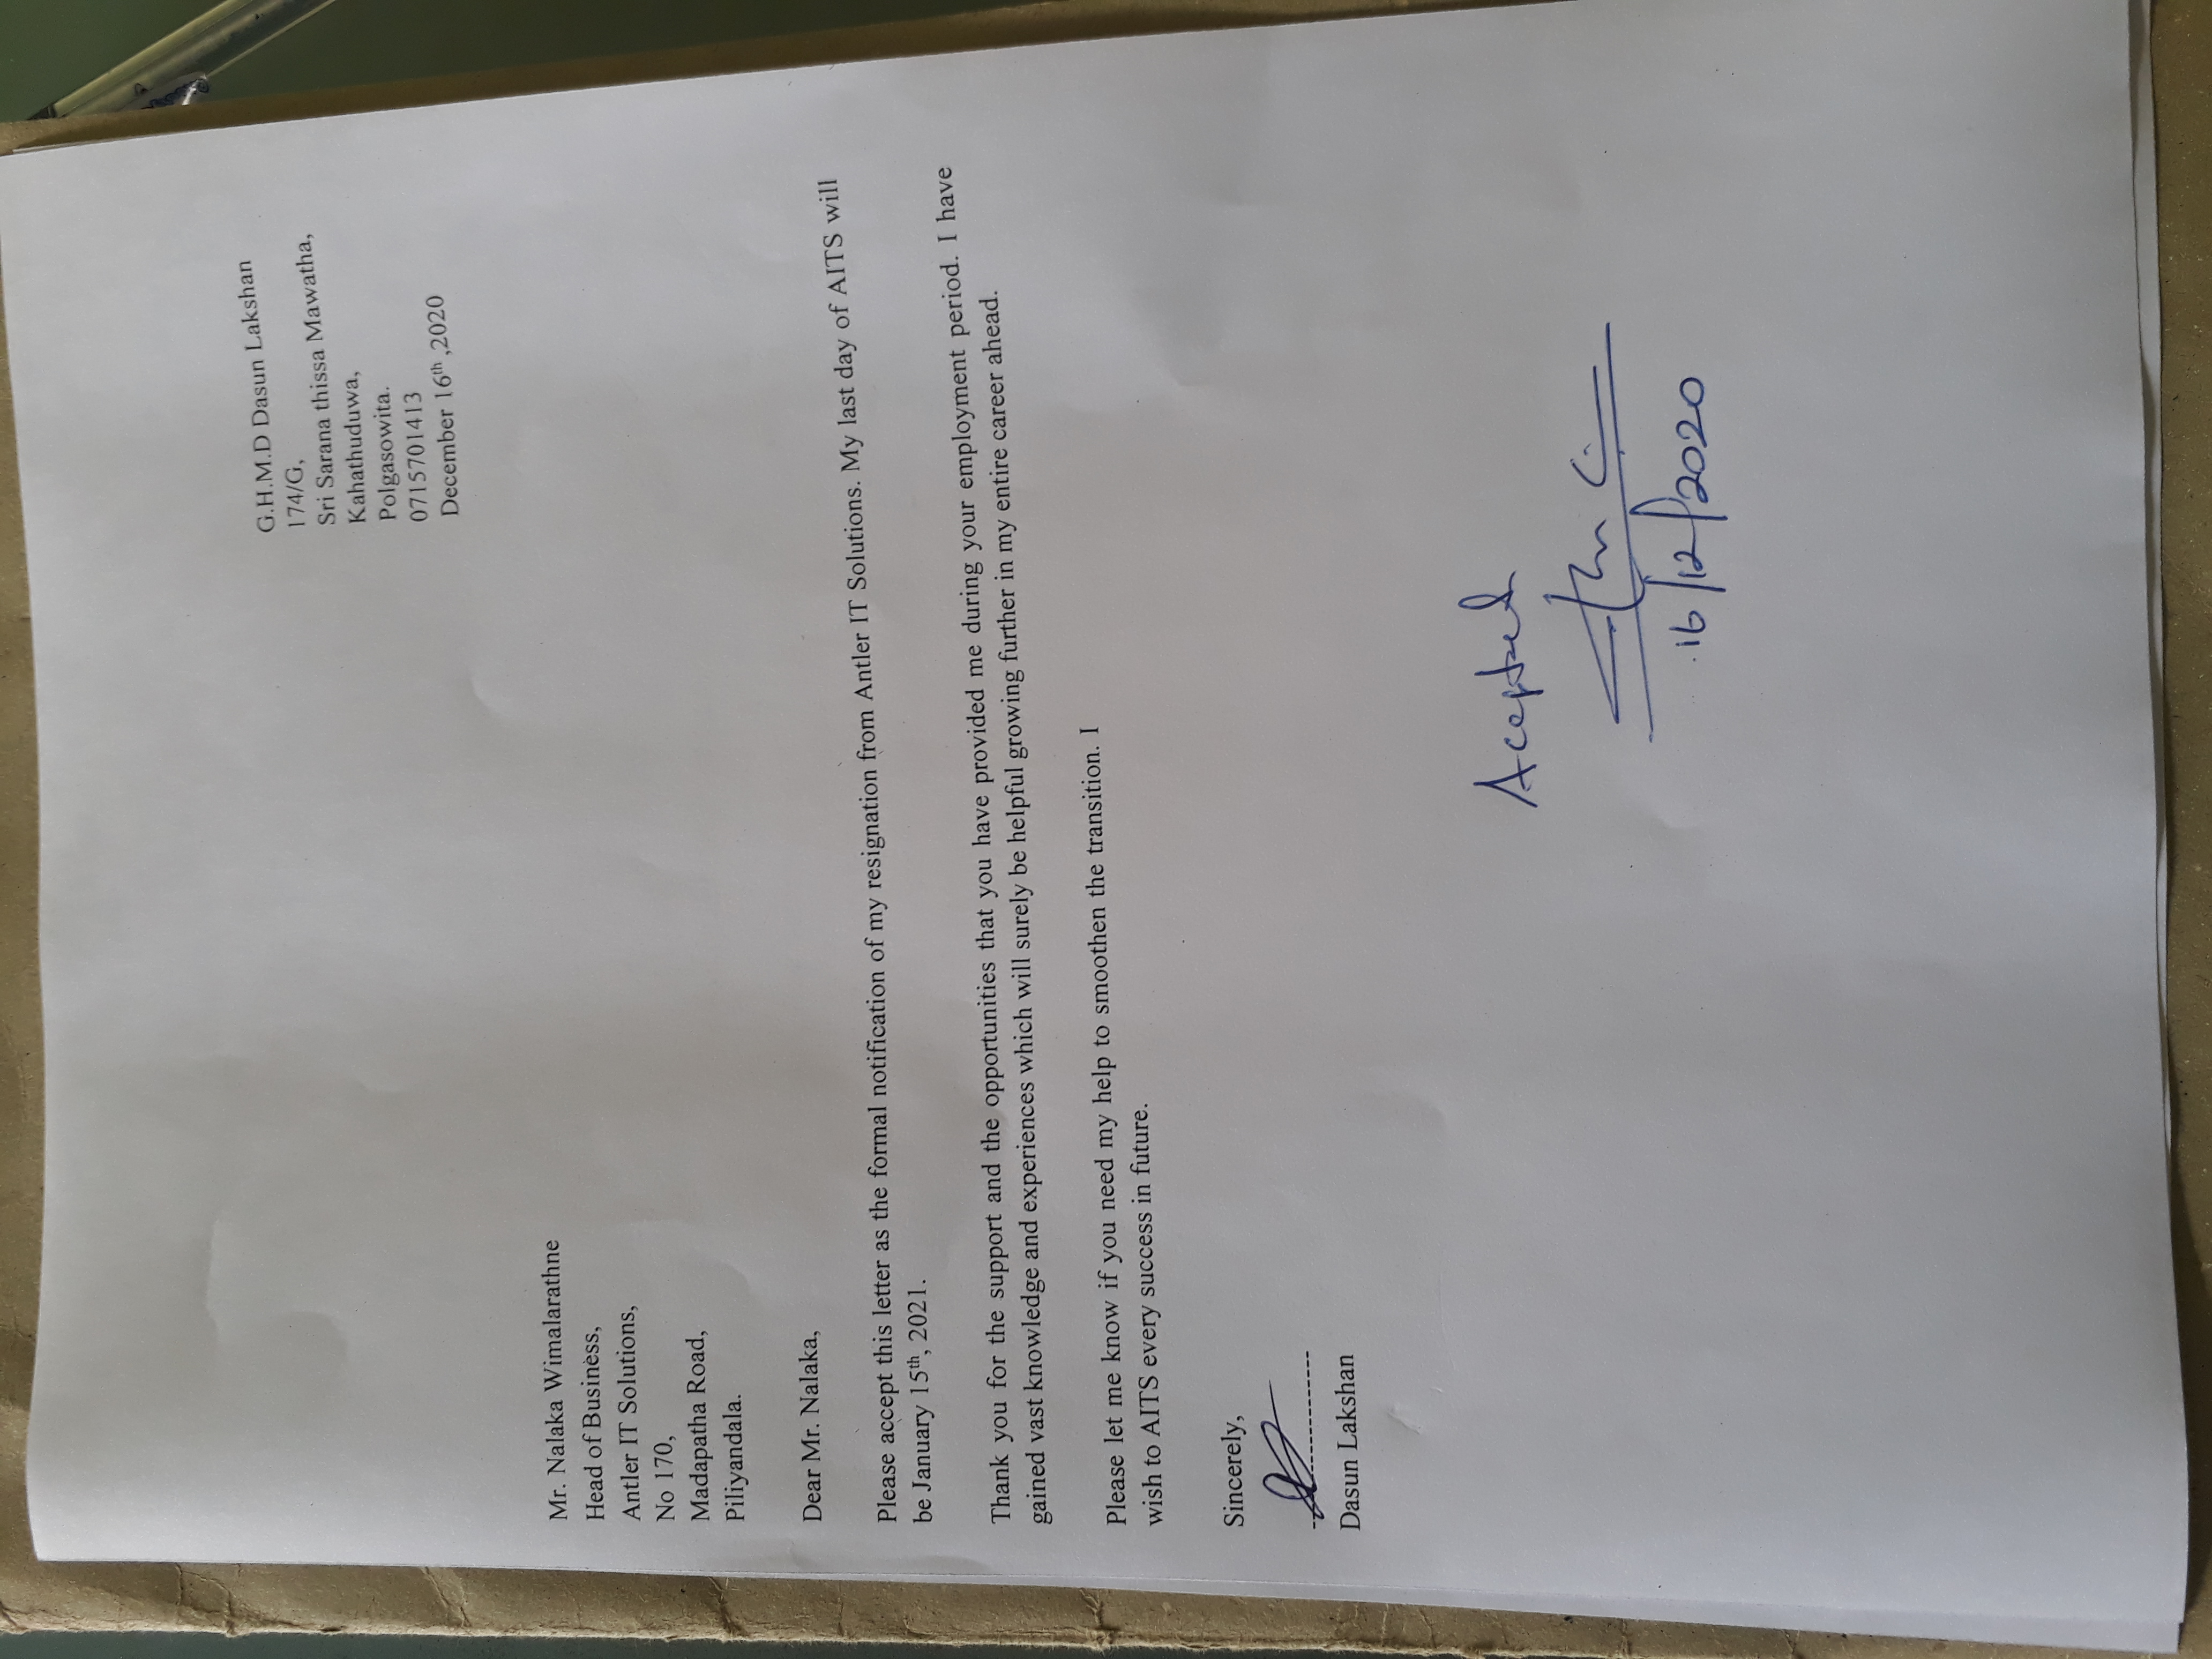 G.H.M.D Dasun Lakshan
174/G,
Sri Sarana thissa Mawatha,
Kahathuduwa,
Polgasowita.
0715701413
December 16th ,2020
Mr. Nalaka Wimalarathne
Head of Business,
Antler IT Solutions,
No 170,
Madapatha Road,
Piliyandala.
Dear Mr. Nalaka,
Please accept this letter as the formal notification of my resignation from Antler IT Solutions. My last day of AITS will
be January 15th, 2021.
Thank you for the support and the opportunities that you have provided me during your employment period. I have
gained vast knowledge and experiences which will surely be helpful growing further in my entire career ahead.
Please let me know if you need my help to smoothen the transition. I
wish to AITS every success in future.
Sincerely,
Dasun Lakshan
Acepted
16/12/2020